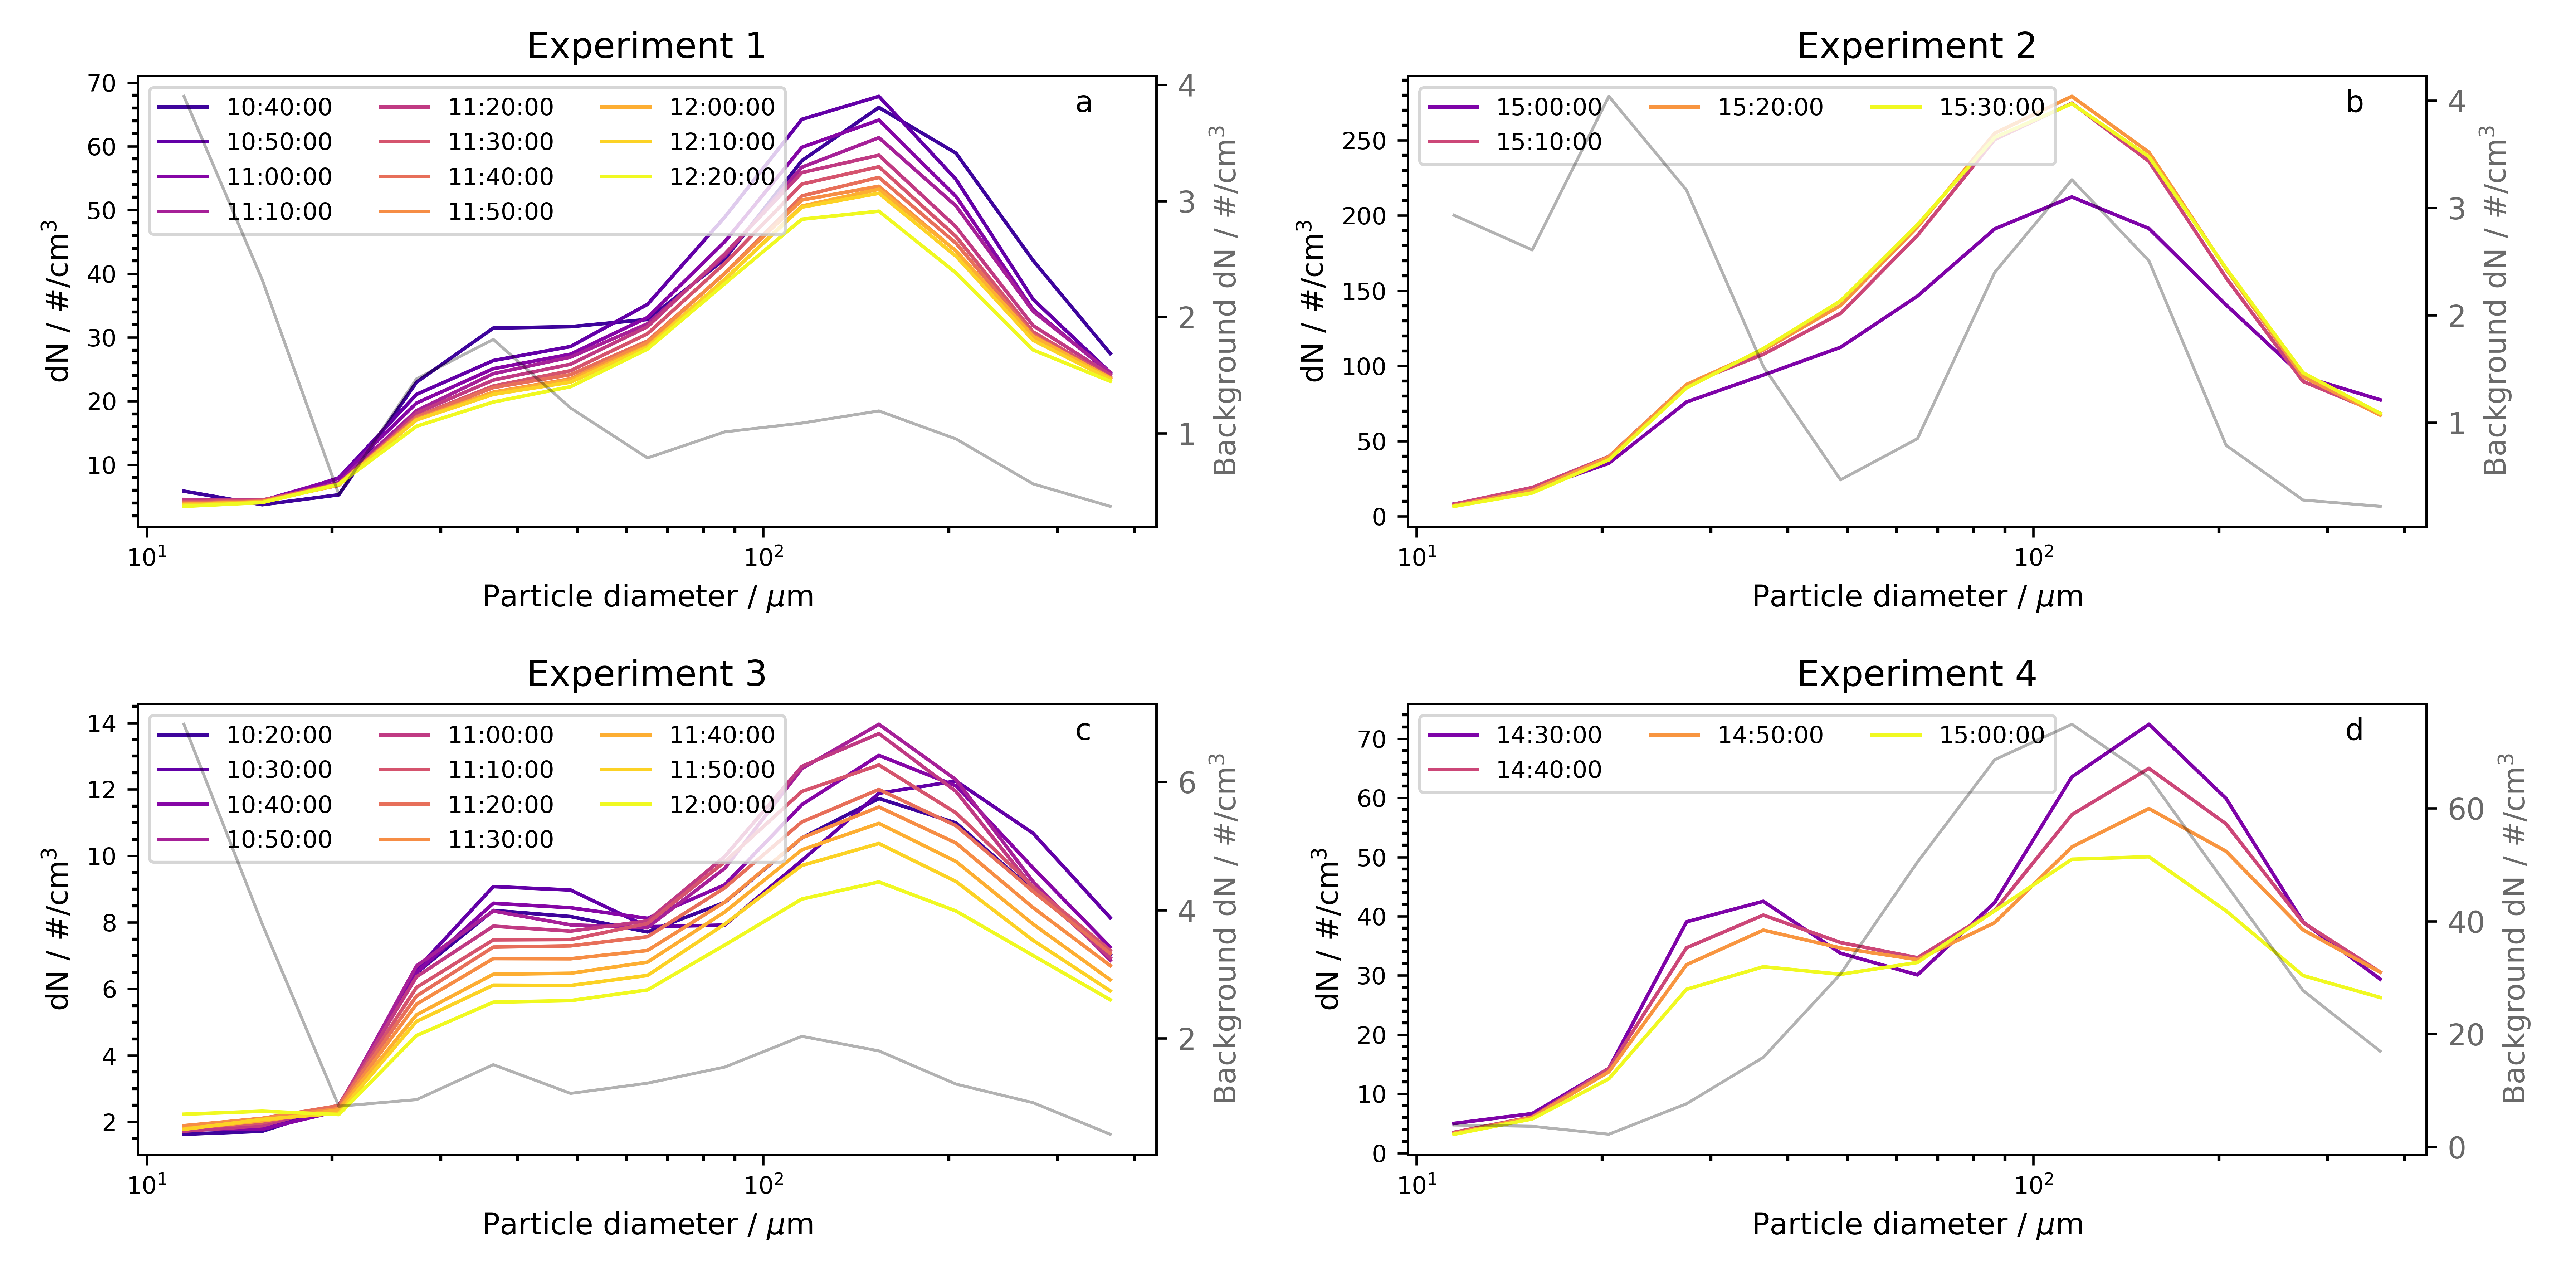 Experiment 1
a
10:40:00 11:20:00 12:00:00
10:50:00 11:30:00 12:10:00
11:00:00 11:40:00 12:20:00
11:10:00 11:50:00
70
60
50
40
30
20
10
dN / #/cm³
4
3
2
1
Background dN / #/cm³
10¹ 10²
Particle diameter / μm
Experiment 2
b
15:00:00 15:20:00 15:30:00
15:10:00
250
200
150
100
50
0
dN / #/cm³
4
3
2
1
Background dN / #/cm³
10¹ 10²
Particle diameter / μm
Experiment 3
c
10:20:00 11:00:00 11:40:00
10:30:00 11:10:00 11:50:00
10:40:00 11:20:00 12:00:00
10:50:00 11:30:00
14
12
10
8
6
4
2
dN / #/cm³
6
4
2
Background dN / #/cm³
10¹ 10²
Particle diameter / μm
Experiment 4
d
14:30:00 14:50:00 15:00:00
14:40:00
70
60
50
40
30
20
10
0
dN / #/cm³
60
40
20
0
Background dN / #/cm³
10¹ 10²
Particle diameter / μm